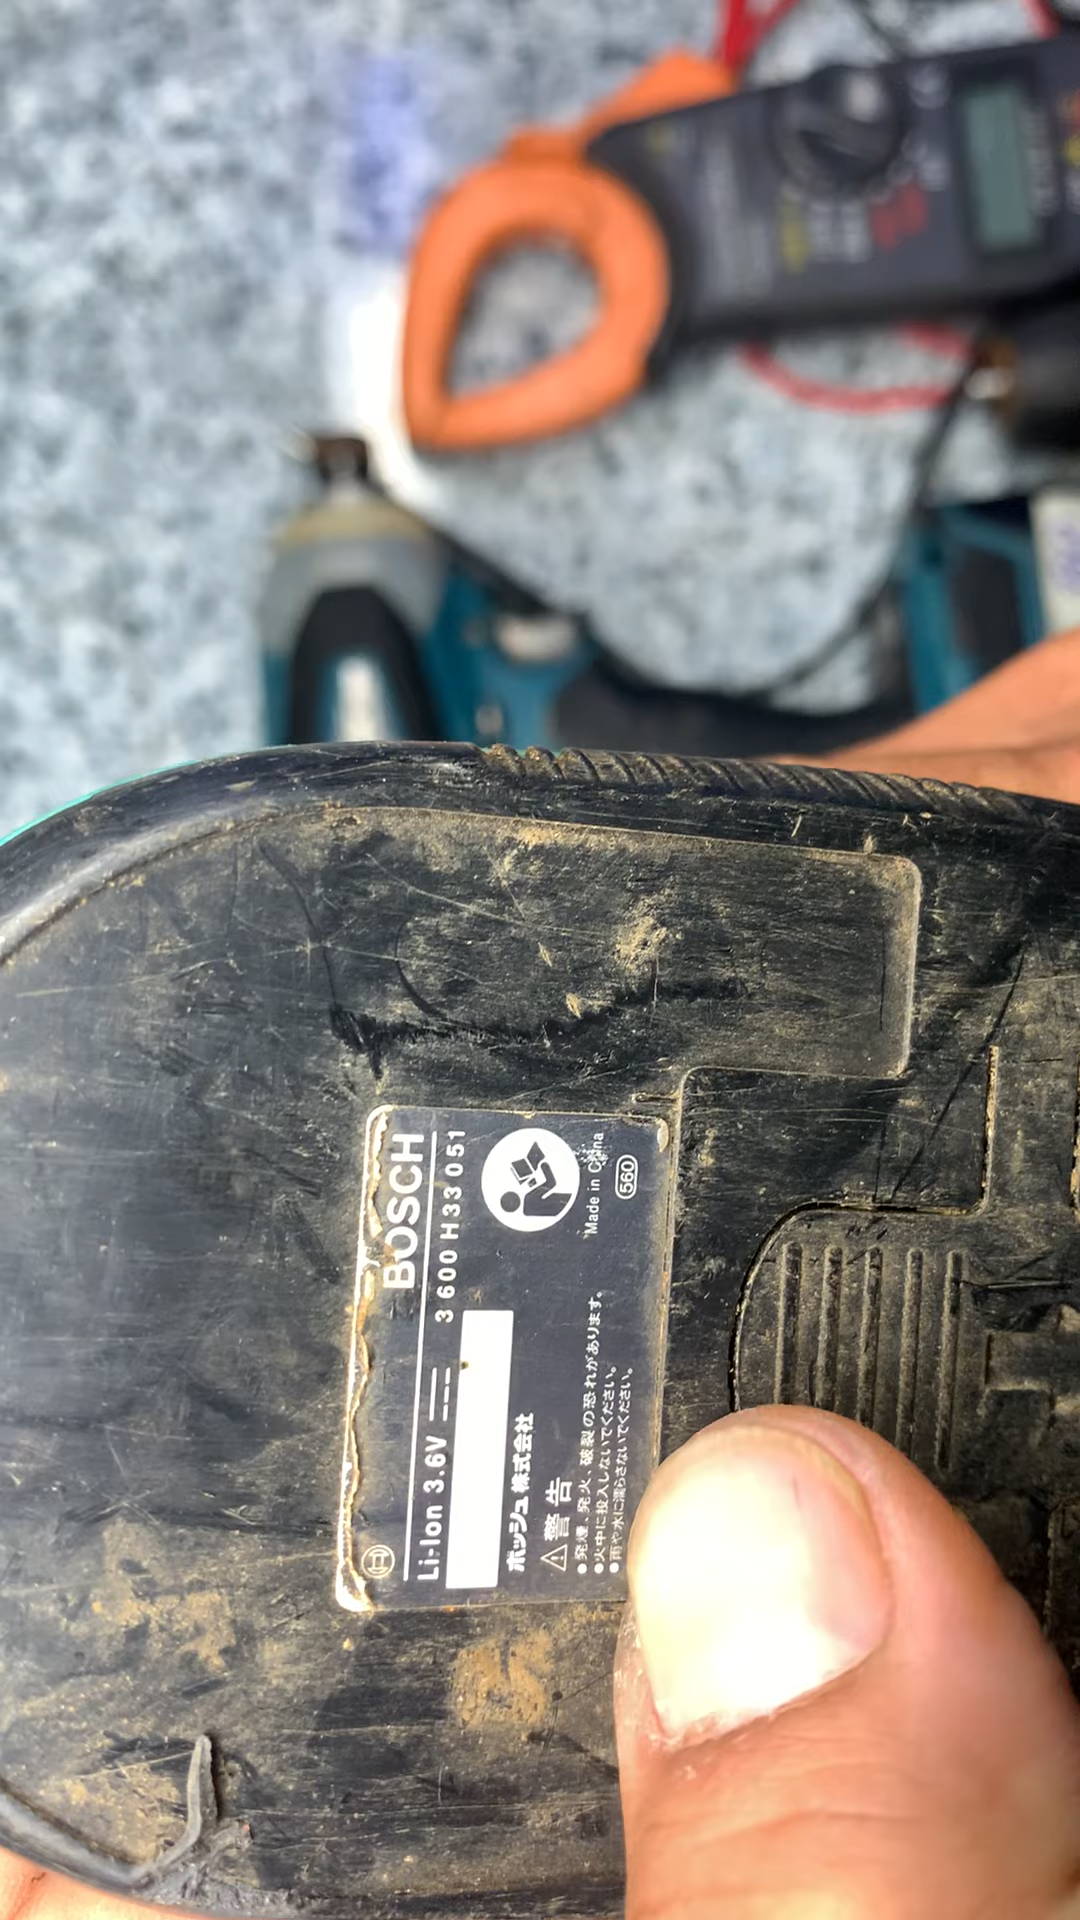 BOSCH
Li-Ion 3.6V
3 600 H33 051
ボッシュ 株式会社
警告
●発煙、発火、破裂の恐れがあります。
●火中に投入しないでください。
●雨や水に濡らさないでください。
Made in China
560